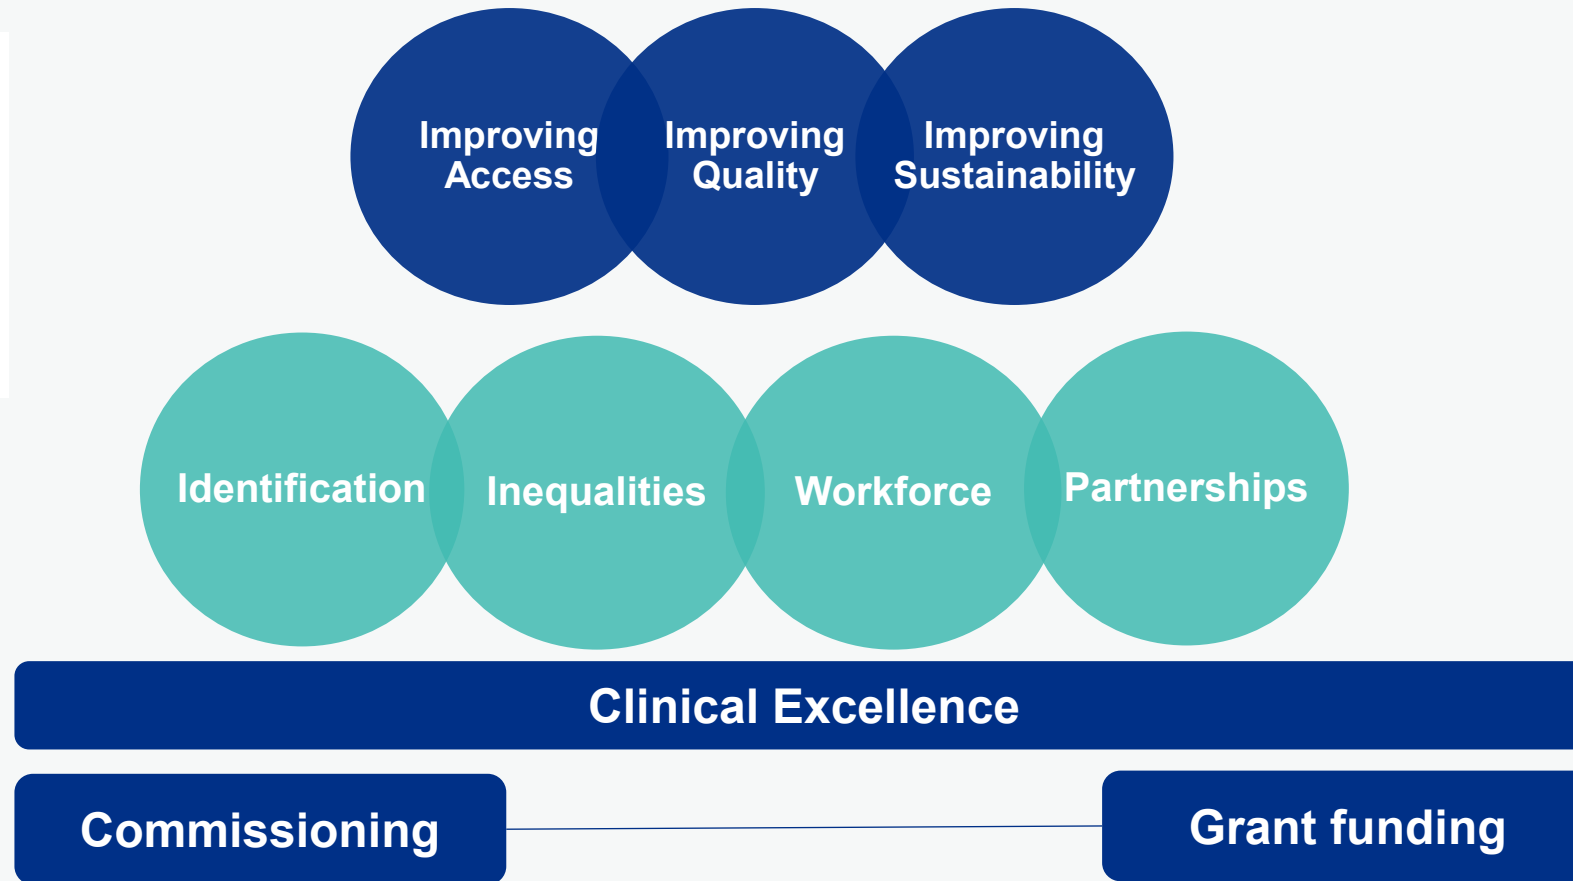 Improving
Access
Improving
Quality
Improving
Sustainability
Identification
Inequalities
Workforce
Partnerships
Clinical Excellence
Commissioning
Grant funding